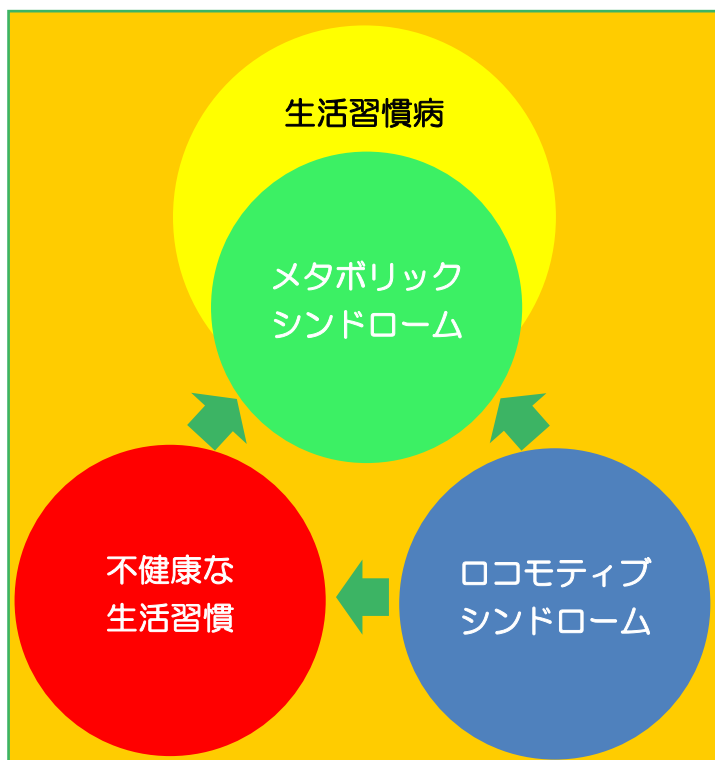 生活習慣病
メタボリック
シンドローム
不健康な
生活習慣
ロコモティブ
シンドローム